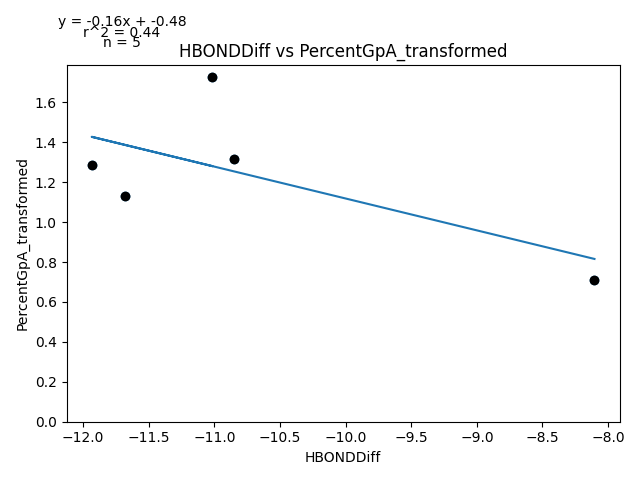 y = -0.16x + -0.48
r^2 = 0.44
n = 5
HBONDDiff vs PercentGpA_transformed
PercentGpA_transformed
1.6
1.4
1.2
1.0
0.8
0.6
0.4
0.2
0.0
−12.0 −11.5 −11.0 −10.5 −10.0 −9.5 −9.0 −8.5 −8.0
HBONDDiff